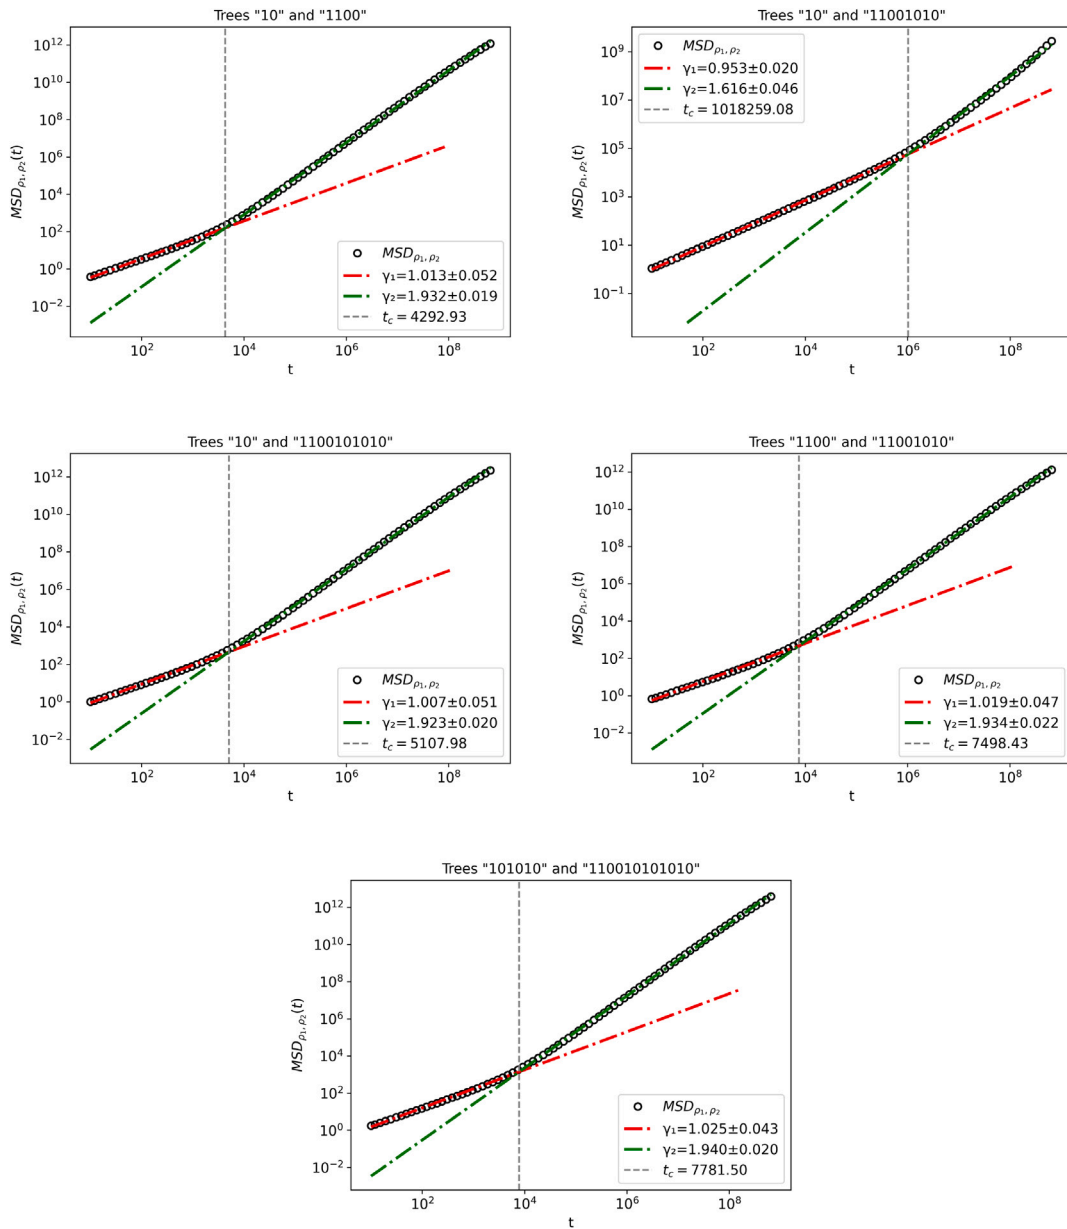 Trees "10" and "1100"
10^12
10^10
10^8
10^6
10^4
10^2
10^0
10^−2
MSD_ρ₁,ρ₂(t)
MSD_ρ₁,ρ₂
γ₁=1.013±0.052
γ₂=1.932±0.019
t_c = 4292.93
10^2 10^4 10^6 10^8
t
Trees "10" and "11001010"
10^9
10^7
10^5
10^3
10^1
10^−1
MSD_ρ₁,ρ₂(t)
MSD_ρ₁,ρ₂
γ₁=0.953±0.020
γ₂=1.616±0.046
t_c = 1018259.08
10^2 10^4 10^6 10^8
t
Trees "10" and "1100101010"
10^12
10^10
10^8
10^6
10^4
10^2
10^0
10^−2
MSD_ρ₁,ρ₂(t)
MSD_ρ₁,ρ₂
γ₁=1.007±0.051
γ₂=1.923±0.020
t_c = 5107.98
10^2 10^4 10^6 10^8
t
Trees "1100" and "11001010"
10^12
10^10
10^8
10^6
10^4
10^2
10^0
10^−2
MSD_ρ₁,ρ₂(t)
MSD_ρ₁,ρ₂
γ₁=1.019±0.047
γ₂=1.934±0.022
t_c = 7498.43
10^2 10^4 10^6 10^8
t
Trees "101010" and "110010101010"
10^12
10^10
10^8
10^6
10^4
10^2
10^0
10^−2
MSD_ρ₁,ρ₂(t)
MSD_ρ₁,ρ₂
γ₁=1.025±0.043
γ₂=1.940±0.020
t_c = 7781.50
10^2 10^4 10^6 10^8
t